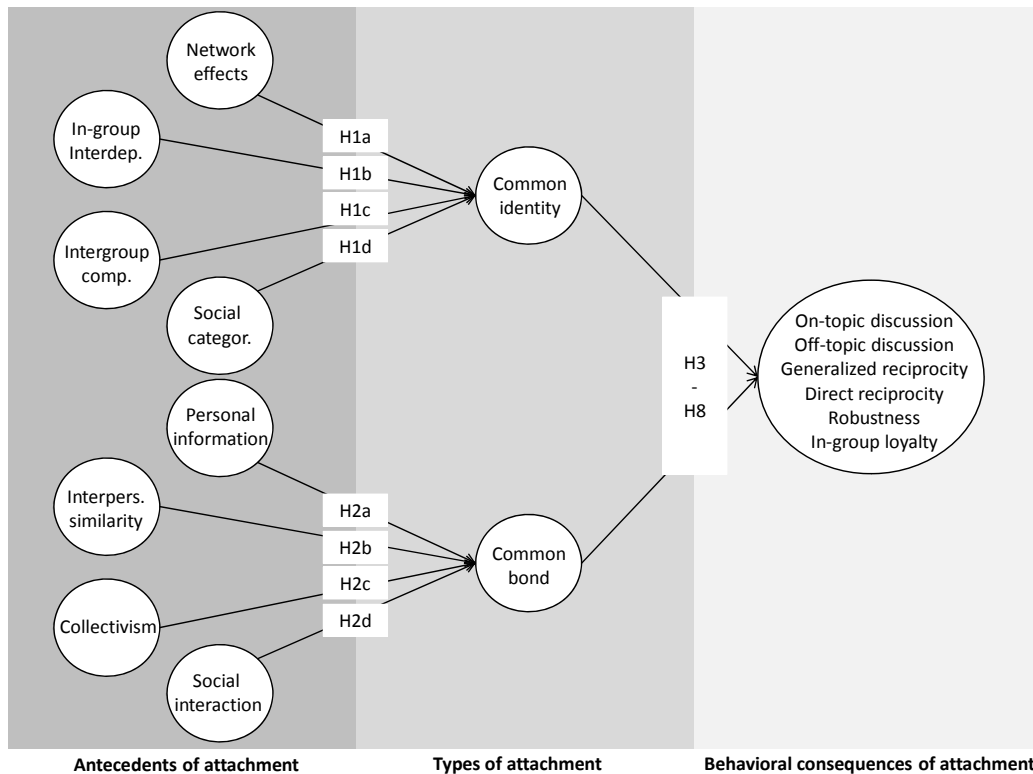 Network
effects
In-group
Interdep.
Intergroup
comp.
Social
categor.
Personal
information
Interpers.
similarity
Collectivism
Social
interaction
H1a
H1b
H1c
H1d
H2a
H2b
H2c
H2d
Common
identity
Common
bond
H3
-
H8
On-topic discussion
Off-topic discussion
Generalized reciprocity
Direct reciprocity
Robustness
In-group loyalty
Antecedents of attachment
Types of attachment
Behavioral consequences of attachment